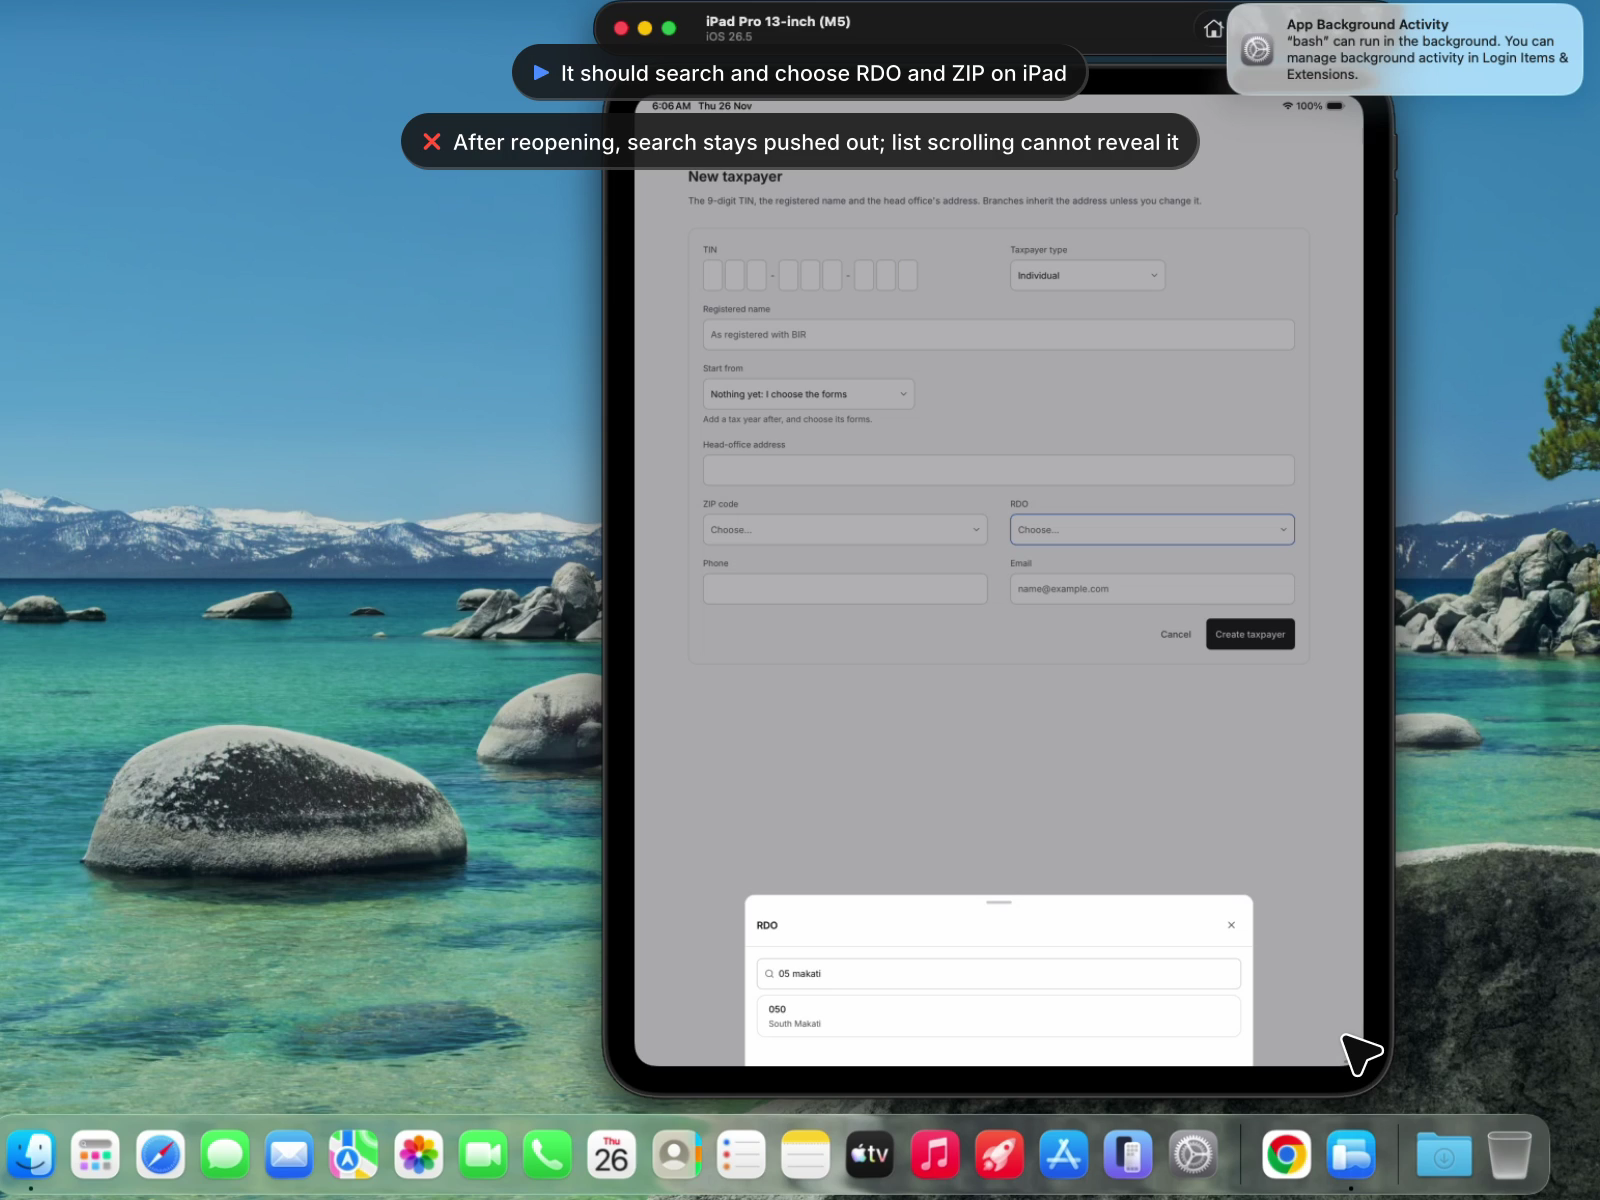 iPad Pro 13-inch (M5)
iOS 26.5
App Background Activity
“bash” can run in the background. You can
manage background activity in Login Items &
Extensions.
It should search and choose RDO and ZIP on iPad
6:06 AM Thu 26 Nov
100%
After reopening, search stays pushed out; list scrolling cannot reveal it
New taxpayer
The 9-digit TIN, the registered name and the head office's address. Branches inherit the address unless you change it.
TIN
Taxpayer type
- -
Individual
Registered name
As registered with BIR
Start from
Nothing yet: I choose the forms
Add a tax year after, and choose its forms.
Head-office address
ZIP code
RDO
Choose...
Choose...
Phone
Email
name@example.com
Cancel
Create taxpayer
RDO
05 makati
050
South Makati
Thu
26
tv